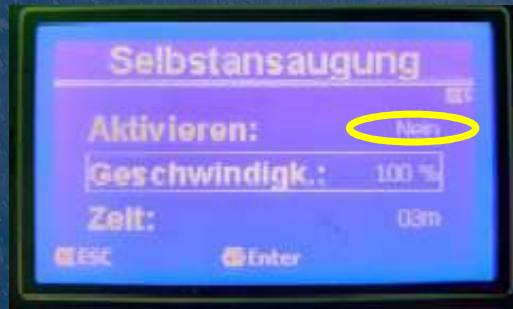 Selbstansaugung
Aktivieren: Nein
Geschwindigk.: 100 %
Zeit: 03m
ESC Enter